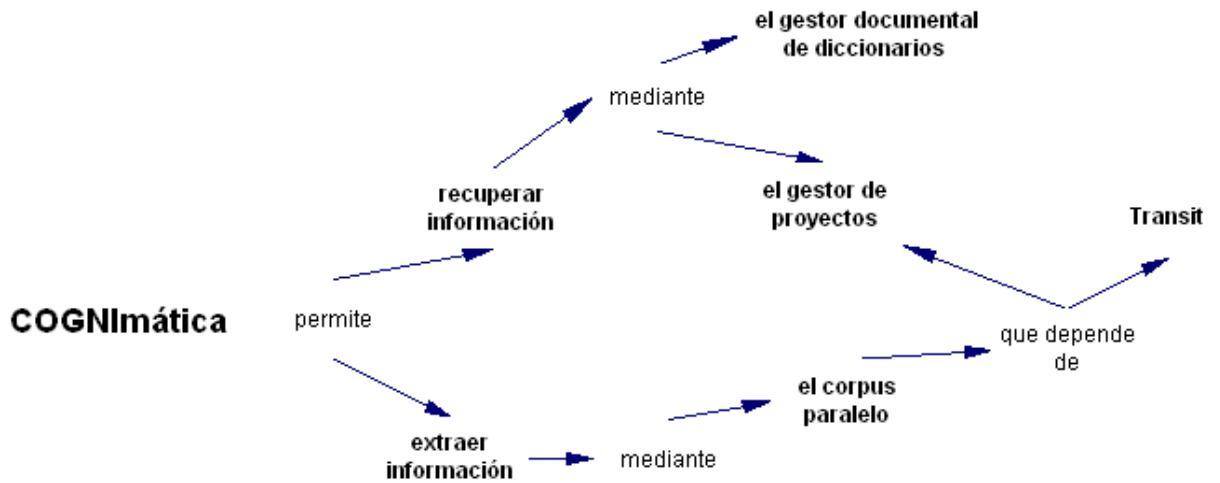 el gestor documental
de diccionarios
mediante
recuperar
información
el gestor de
proyectos
Transit
COGNImática
permite
que depende
de
el corpus
paralelo
extraer
información
mediante